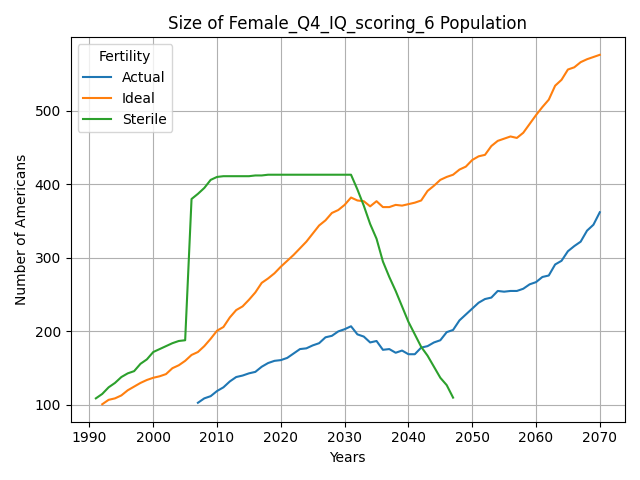 Size of Female_Q4_IQ_scoring_6 Population
Fertility
Actual
Ideal
Sterile
Number of Americans
500
400
300
200
100
1990 2000 2010 2020 2030 2040 2050 2060 2070
Years